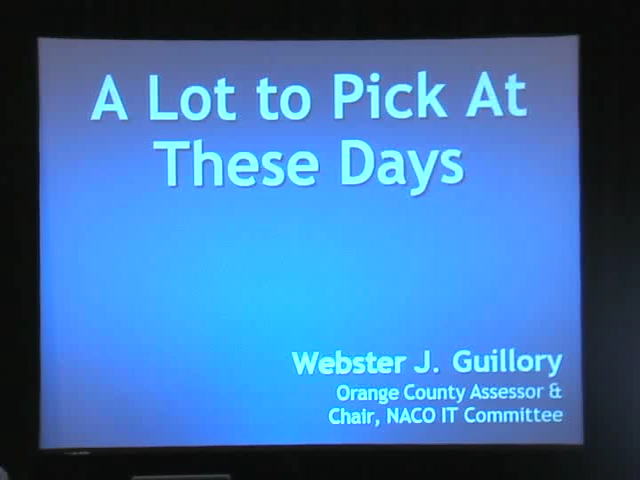 A Lot to Pick At
These Days
Webster J. Guillory
Orange County Assessor &
Chair, NACO IT Committee